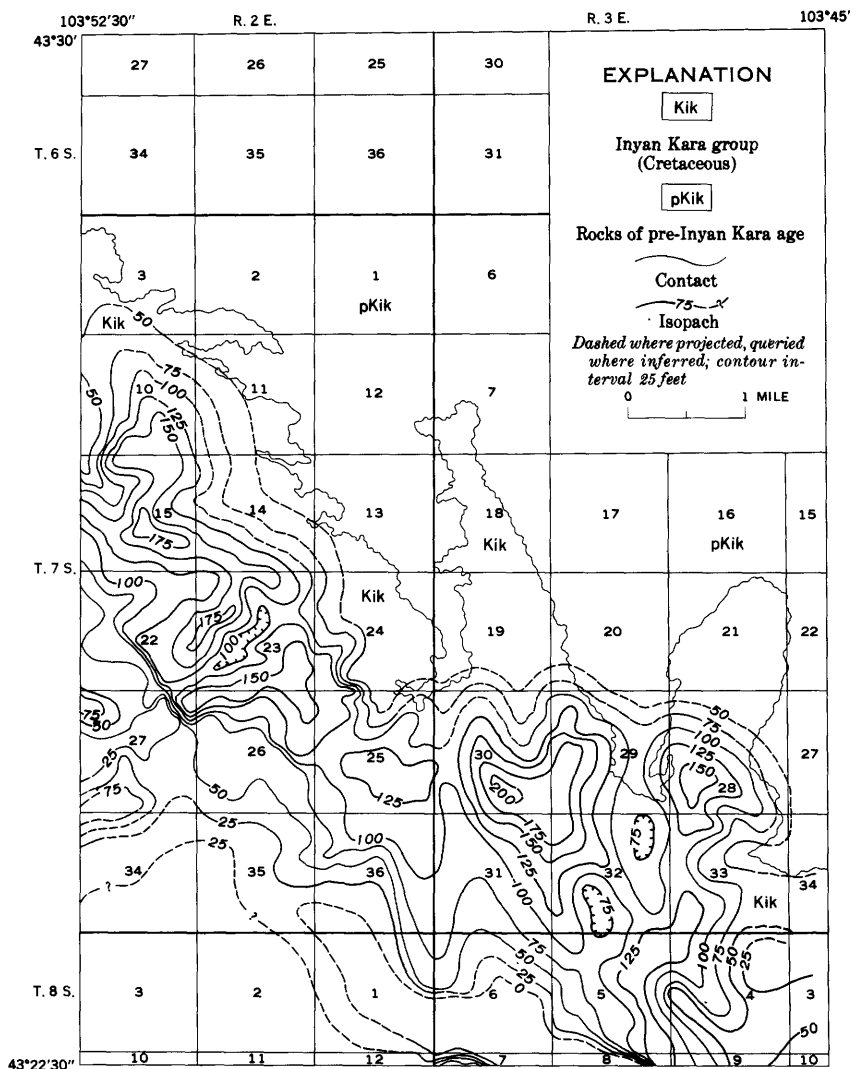 103°52'30" R. 2 E. R. 3 E. 103°45'
43°30'
27 26 25 30
EXPLANATION
Kik
Inyan Kara group
(Cretaceous)
pKik
Rocks of pre-Inyan Kara age
Contact
75 x
Isopach
Dashed where projected, queried
where inferred; contour in-
terval 25 feet
0 1 MILE
T. 6 S. 34 35 36 31
3 2 1 6
pKik
Kik 50
75
100
10 11 12 7
50 125
150
15 14 13 18 17 16 15
Kik pKik
175
T. 7 S.
100 Kik
175
22 100 23 24 19 20 21 22
150
75 50
50
75
100
27 26 25 30 29 125 27
150
25 28
75 125 200
50 175
25 150 75
25 100 125
34 35 36 31 100 32 33 34
? 75 Kik
?
75 125 100 75 50 25
50
25
T. 8 S. 3 2 1 6 0 5 4 3
50
43°22'30" 10 11 12 7 8 9 10